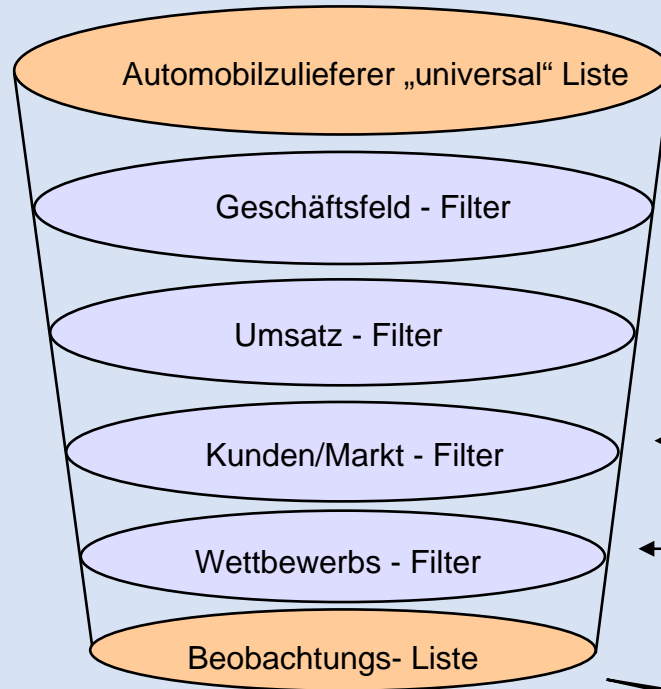 Automobilzulieferer „universal“ Liste
Geschäftsfeld - Filter
Umsatz - Filter
Kunden/Markt - Filter
Wettbewerbs - Filter
Beobachtungs- Liste